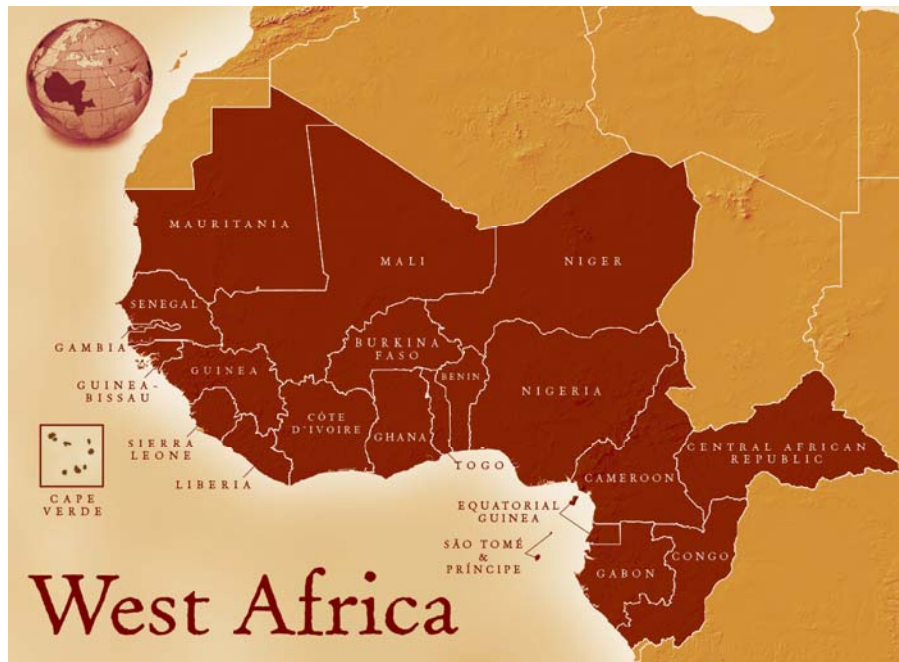 MAURITANIA
MALI
NIGER
SENEGAL
GAMBIA
BURKINA
FASO
GUINEA
BENIN
GUINEA-
BISSAU
NIGERIA
CÔTE
D'IVOIRE
GHANA
SIERRA
LEONE
CENTRAL AFRICAN
REPUBLIC
TOGO
LIBERIA
CAMEROON
CAPE
VERDE
EQUATORIAL
GUINEA
SÃO TOMÉ
&
PRÍNCIPE
CONGO
GABON
West Africa